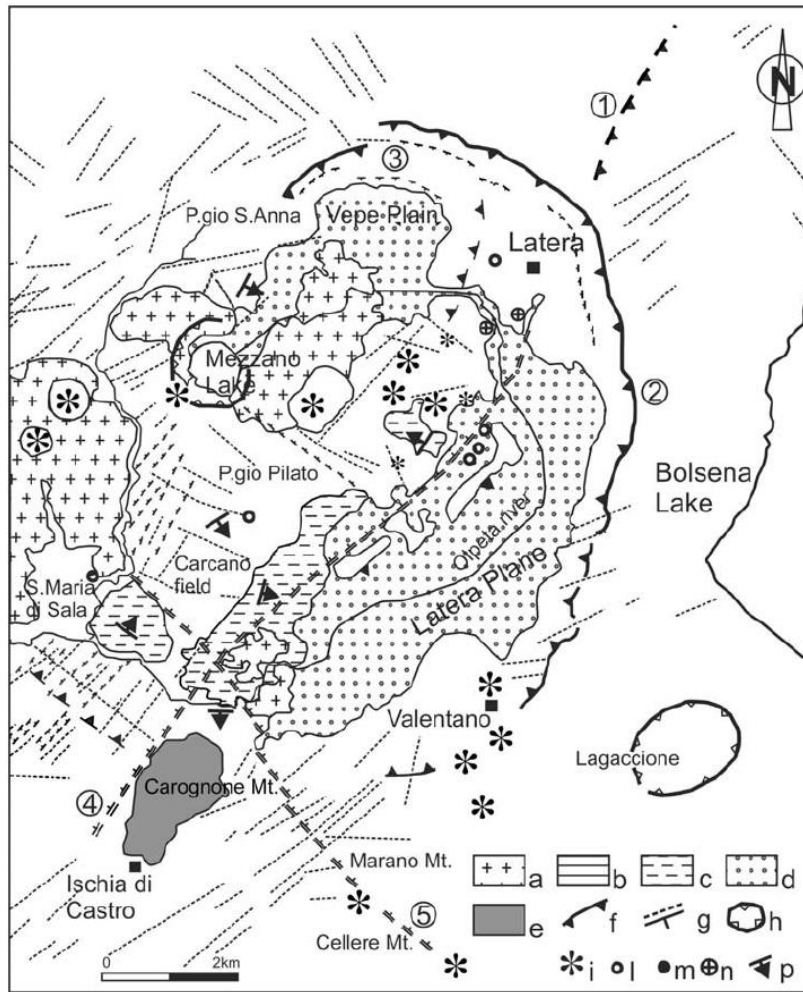 N
①
③
P.gio S.Anna
Vepe Plain
Latera
Mezzano
Lake
②
Bolsena
Lake
P.gio Pilato
Olpeta river
Latera Plane
Carcano
field
S.Maria
di Sala
Valentano
Lagaccione
Carognone Mt.
④
Ischia di
Castro
Marano Mt.
⑤
Cellere Mt.
0 2km
a b c d
e f g h
i l m n p